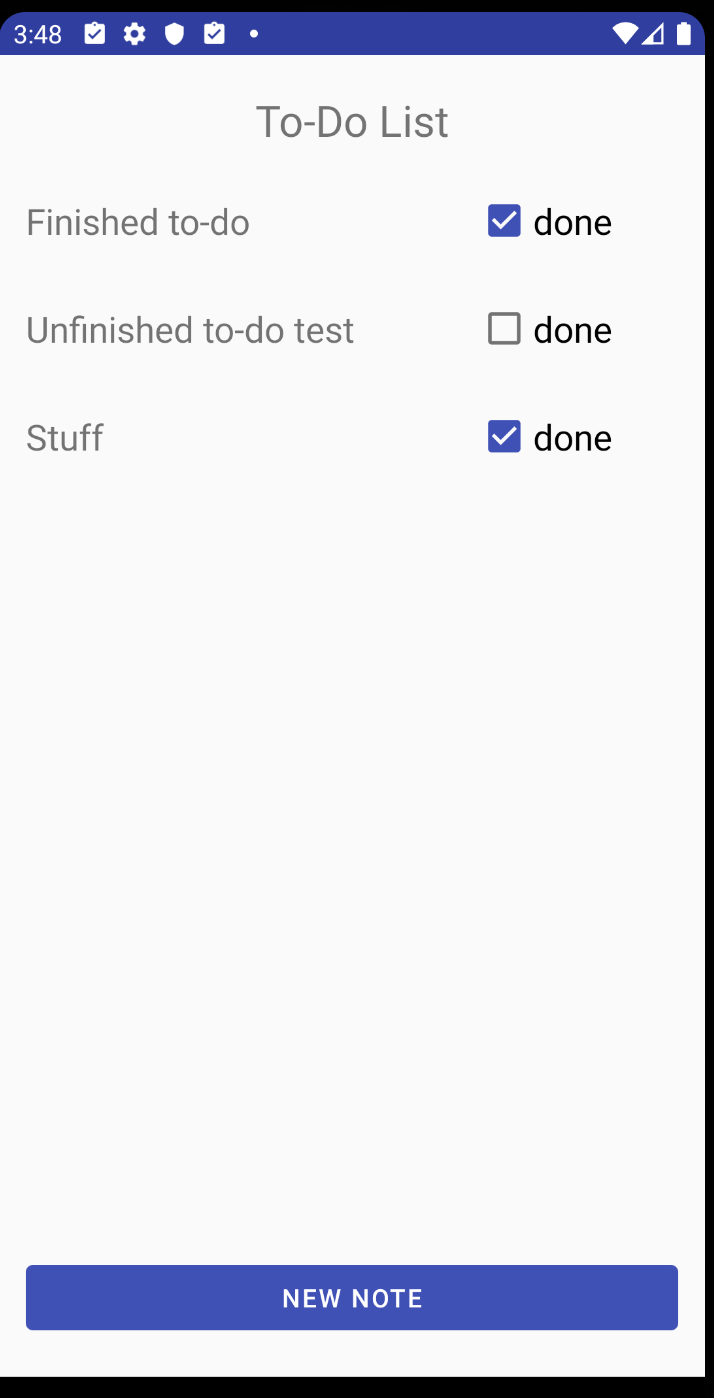 3:48
To-Do List
Finished to-do done
Unfinished to-do test done
Stuff done
NEW NOTE